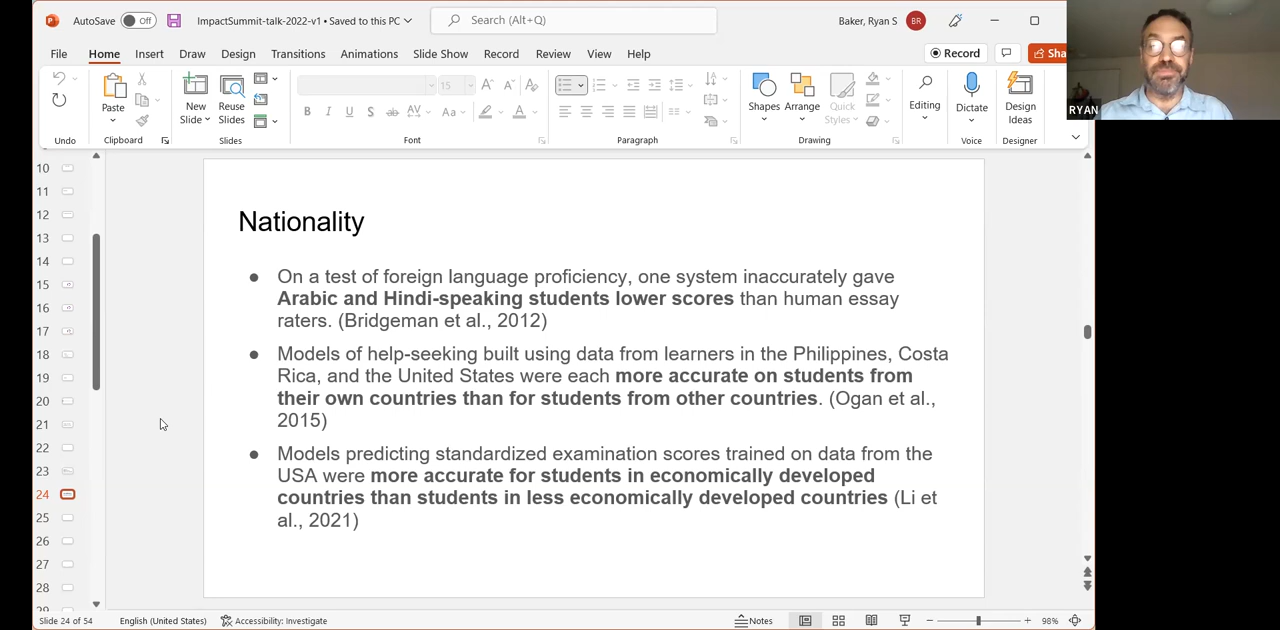 AutoSave Off ImpactSummit-talk-2022-v1 • Saved to this PC Search (Alt+Q) Baker, Ryan S BR
File Home Insert Draw Design Transitions Animations Slide Show Record Review View Help Record Sha
Paste New Slide Reuse Slides 15 Shapes Arrange Quick Styles Editing Dictate Design Ideas
B I U S ab AV Aa A
Undo Clipboard Slides Font Paragraph Drawing Voice Designer
RYAN
10
11
12
13
14
15
16
17
18
19
20
21
22
23
24
25
26
27
28
29
Nationality
● On a test of foreign language proficiency, one system inaccurately gave
Arabic and Hindi-speaking students lower scores than human essay
raters. (Bridgeman et al., 2012)
● Models of help-seeking built using data from learners in the Philippines, Costa
Rica, and the United States were each more accurate on students from
their own countries than for students from other countries. (Ogan et al.,
2015)
● Models predicting standardized examination scores trained on data from the
USA were more accurate for students in economically developed
countries than students in less economically developed countries (Li et
al., 2021)
Slide 24 of 54 English (United States) Accessibility: Investigate Notes 98%